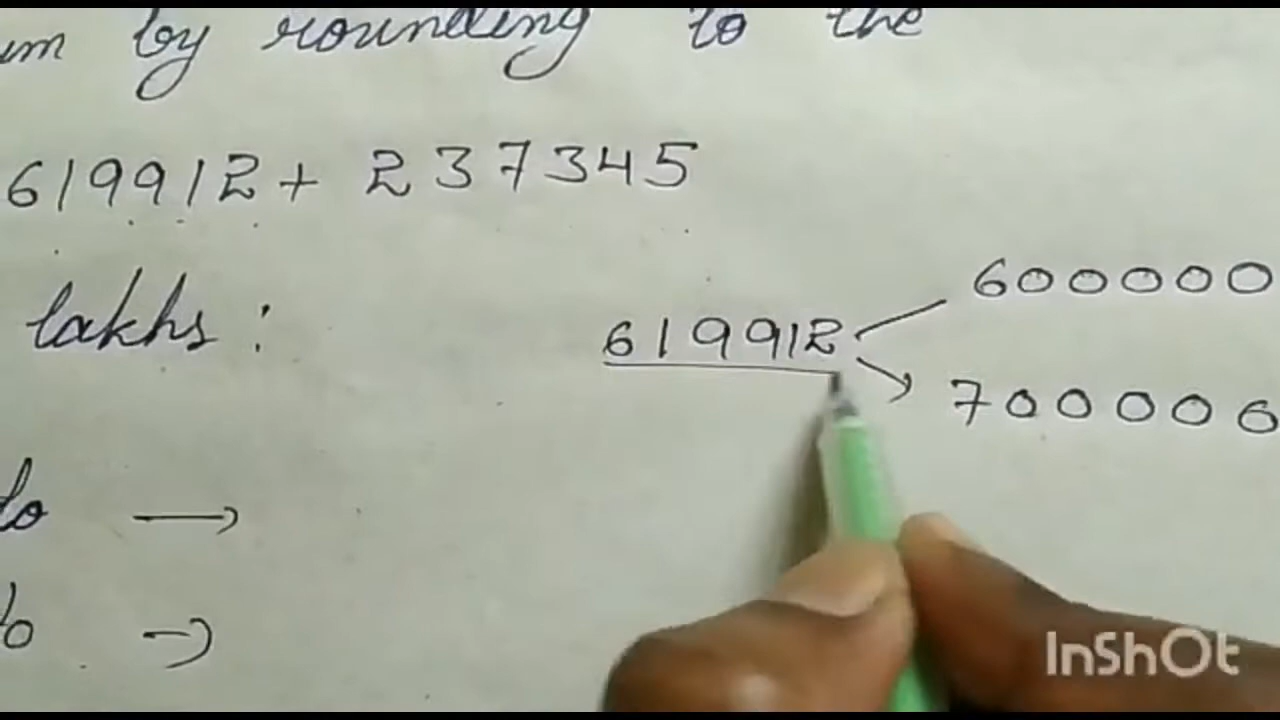 by rounding to the
619912 + 237345
lakhs :
600000
619912
700000
InShOt